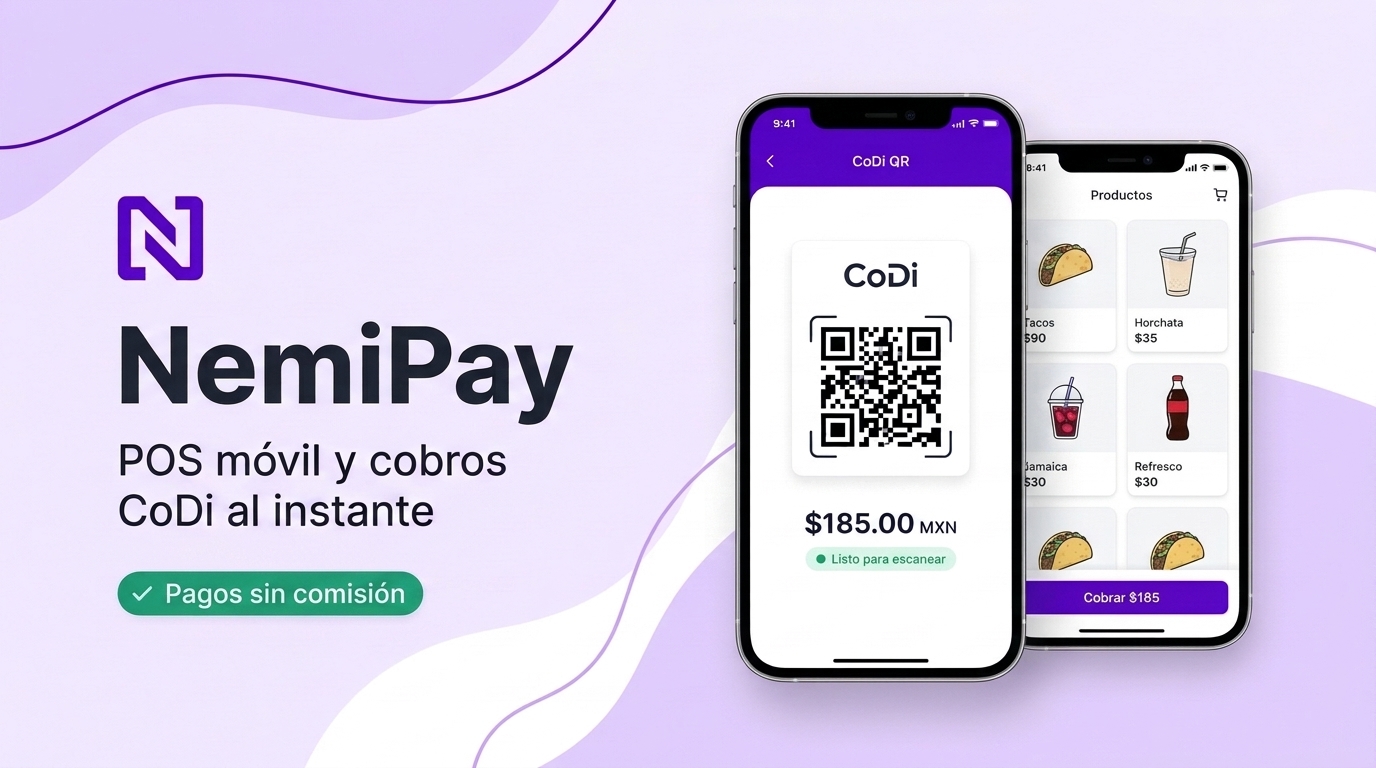 NemiPay
POS móvil y cobros
CoDi al instante
Pagos sin comisión
9:41
CoDi QR
CoDi
$185.00 MXN
Listo para escanear
8:41
Productos
Tacos
$90
Horchata
$35
Jamaica
$30
Refresco
$30
Cobrar $185